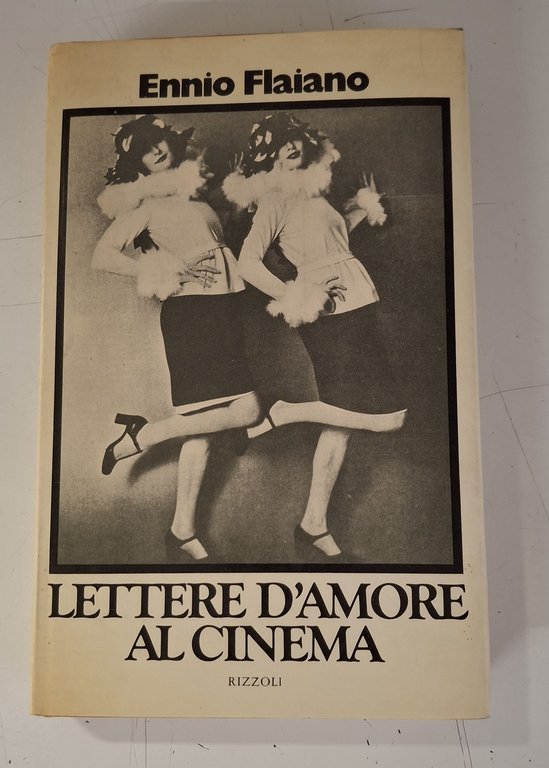 Ennio Flaiano
LETTERE D'AMORE
AL CINEMA
RIZZOLI